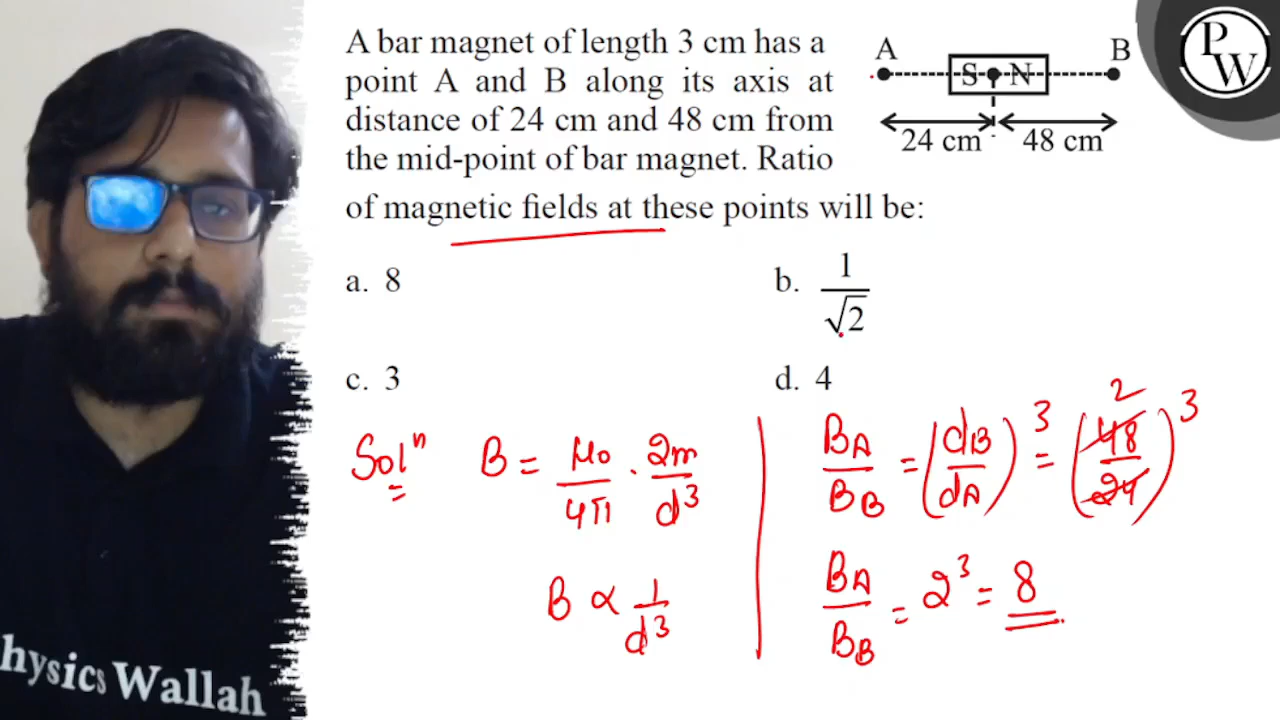 A bar magnet of length 3 cm has a
point A and B along its axis at
distance of 24 cm and 48 cm from
the mid-point of bar magnet. Ratio
of magnetic fields at these points will be:
A B
S N
24 cm 48 cm
PW
a. 8
b. 1/√2
c. 3
d. 4
Solⁿ B = μ₀/4π · 2m/d³
B ∝ 1/d³
B_A/B_B = (d_B/d_A)³ = (48/24)³ 2
B_A/B_B = 2³ = 8
hysics Wallah